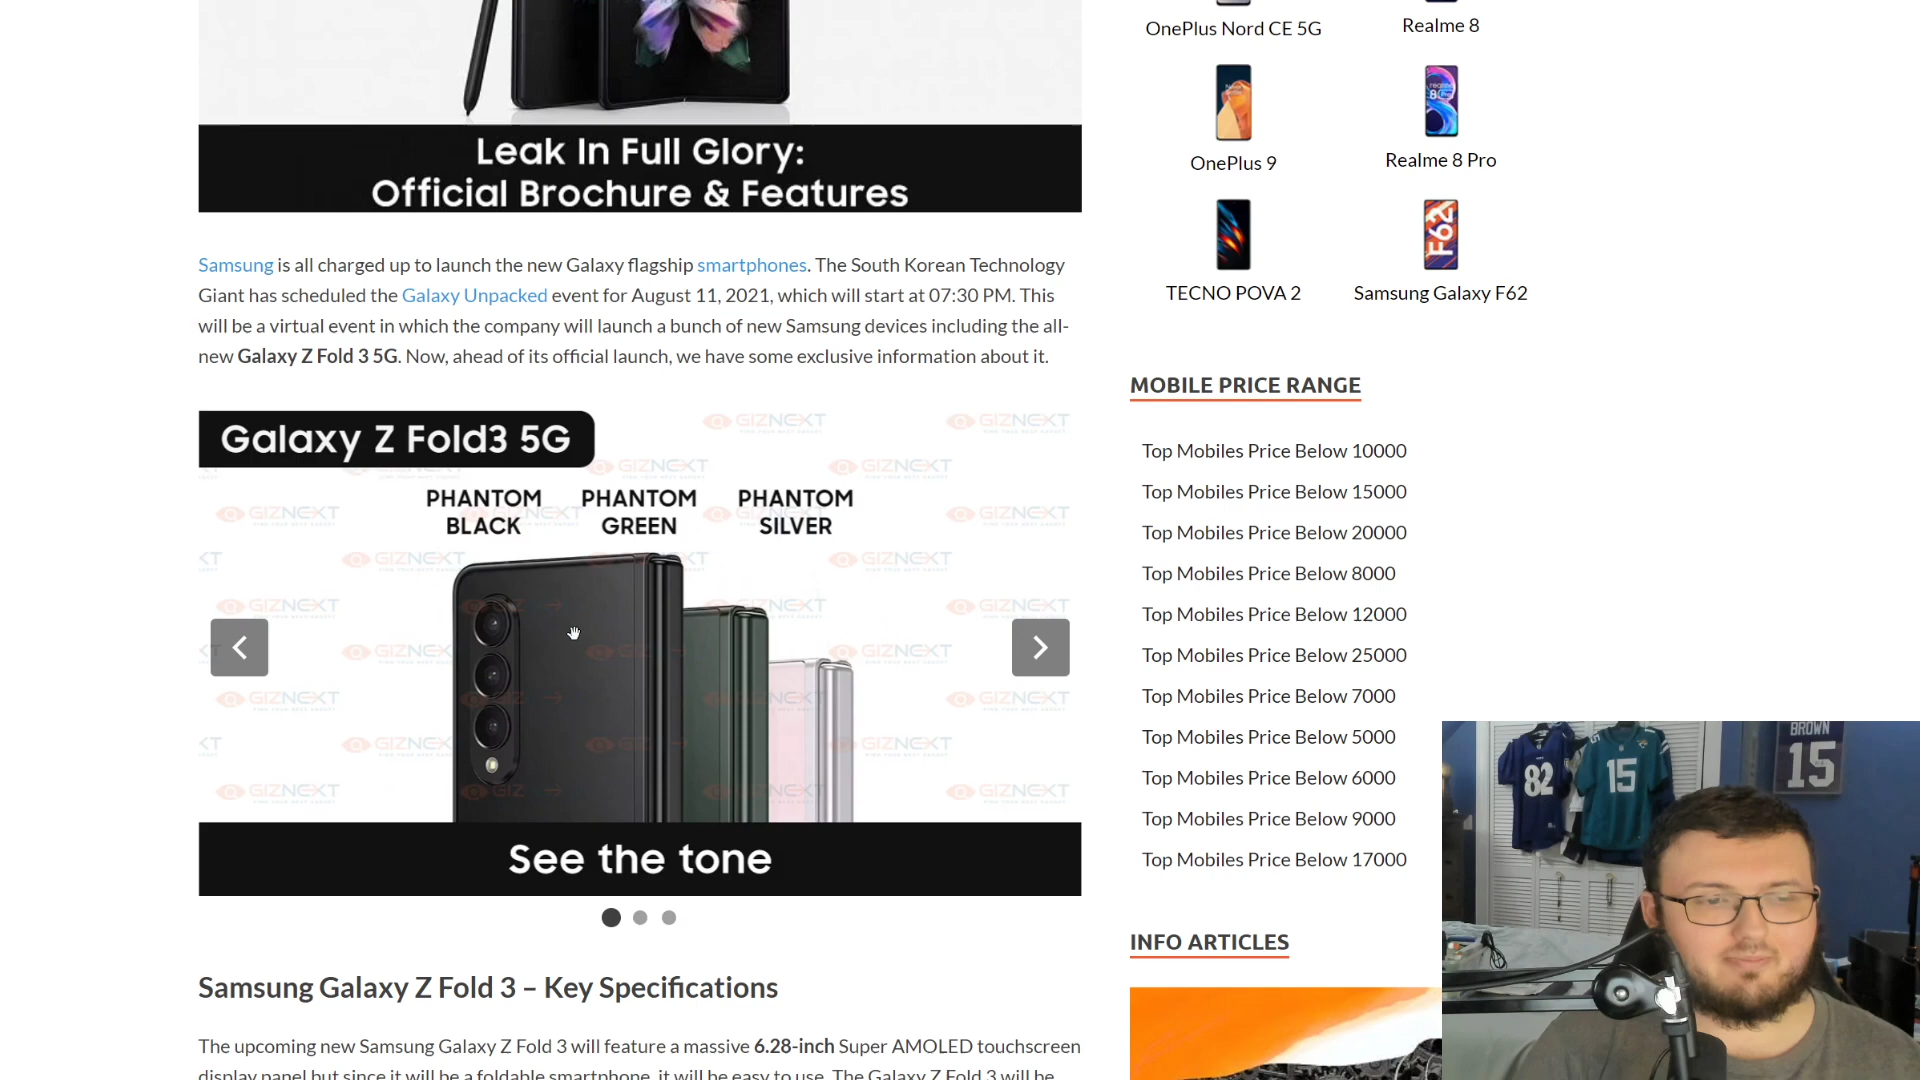 OnePlus Nord CE 5G
Realme 8
OnePlus 9
Realme 8 Pro
F62
TECNO POVA 2
Samsung Galaxy F62
Leak In Full Glory:
Official Brochure & Features
Samsung is all charged up to launch the new Galaxy flagship smartphones. The South Korean Technology
Giant has scheduled the Galaxy Unpacked event for August 11, 2021, which will start at 07:30 PM. This
will be a virtual event in which the company will launch a bunch of new Samsung devices including the all-
new Galaxy Z Fold 3 5G. Now, ahead of its official launch, we have some exclusive information about it.
Galaxy Z Fold3 5G
GIZNEXT
PHANTOM
BLACK
PHANTOM
GREEN
PHANTOM
SILVER
See the tone
Samsung Galaxy Z Fold 3 – Key Specifications
The upcoming new Samsung Galaxy Z Fold 3 will feature a massive 6.28-inch Super AMOLED touchscreen
display panel but since it will be a foldable smartphone, it will be easy to use. The Galaxy Z Fold 3 will be
MOBILE PRICE RANGE
Top Mobiles Price Below 10000
Top Mobiles Price Below 15000
Top Mobiles Price Below 20000
Top Mobiles Price Below 8000
Top Mobiles Price Below 12000
Top Mobiles Price Below 25000
Top Mobiles Price Below 7000
Top Mobiles Price Below 5000
Top Mobiles Price Below 6000
Top Mobiles Price Below 9000
Top Mobiles Price Below 17000
INFO ARTICLES
82
15
BROWN
15